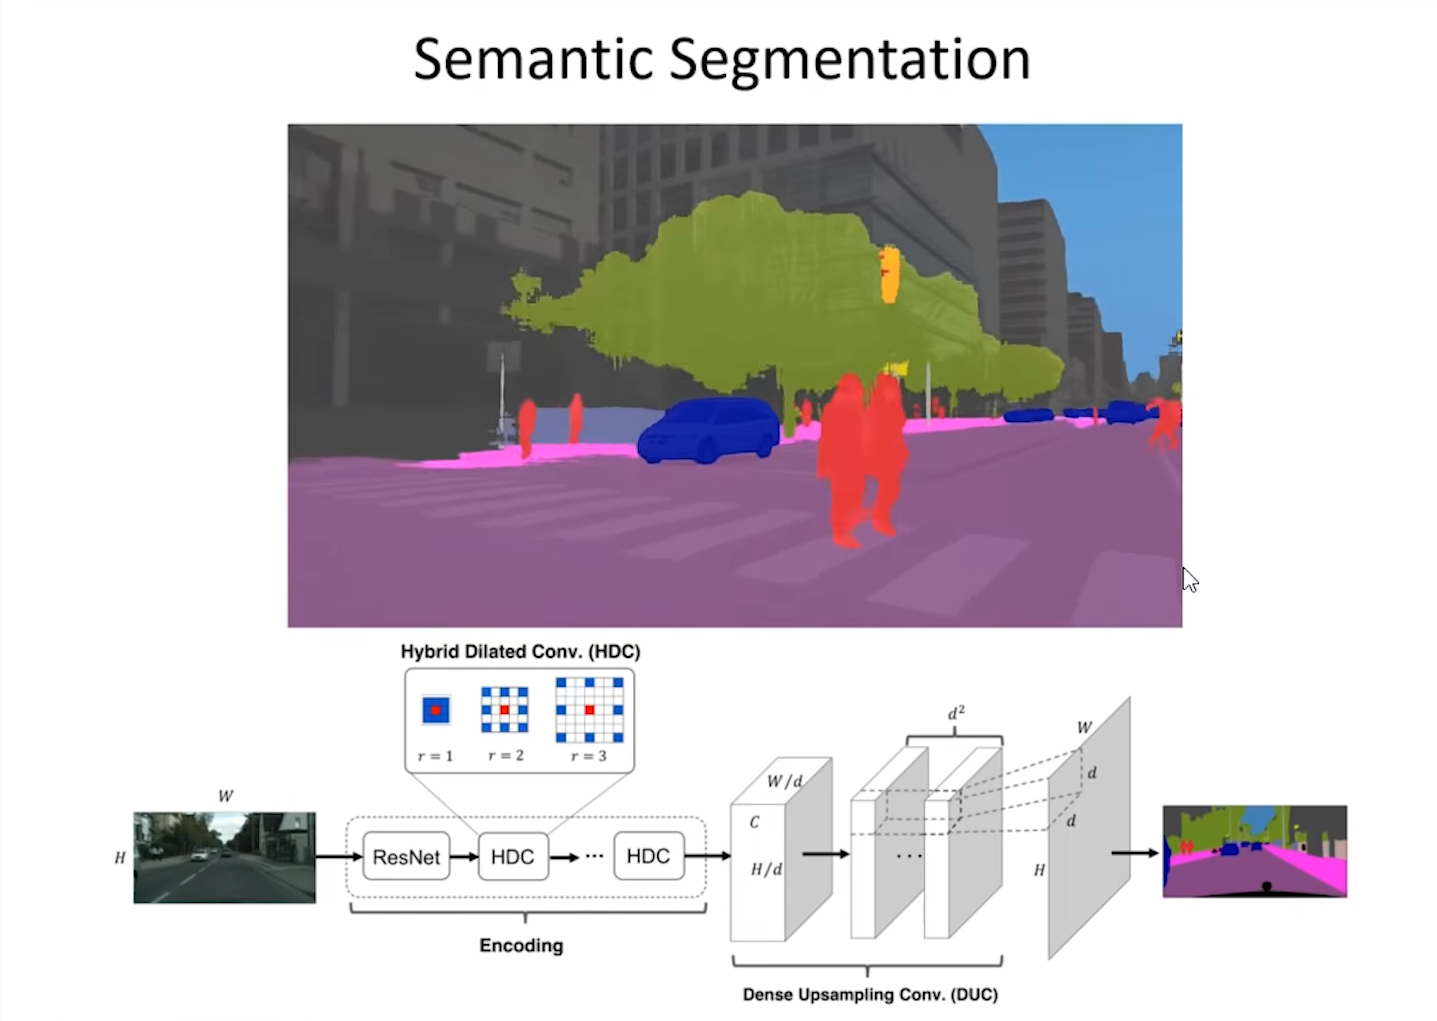 Semantic Segmentation
Hybrid Dilated Conv. (HDC)
r = 1
r = 2
r = 3
W
H
ResNet
HDC
...
HDC
Encoding
W/d
C
H/d
d²
...
W
d
d
H
Dense Upsampling Conv. (DUC)